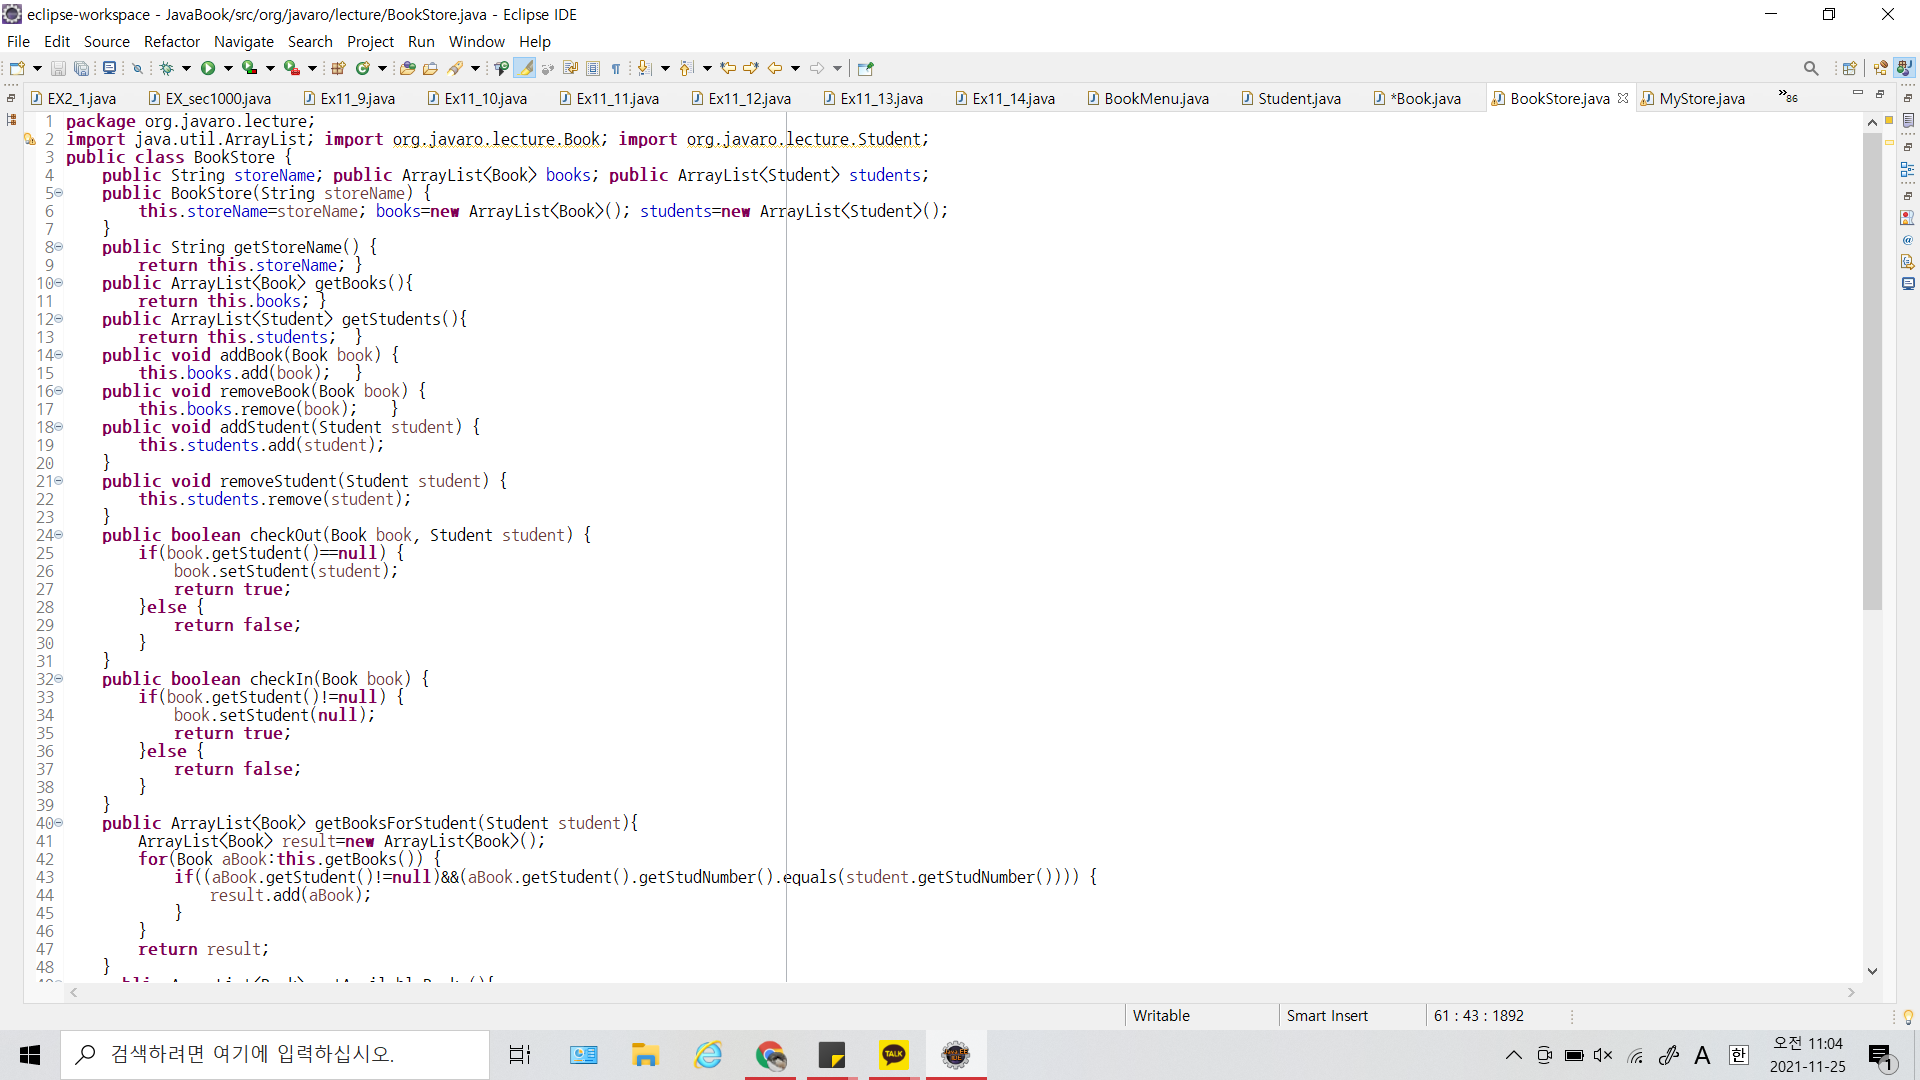 eclipse-workspace - JavaBook/src/org/javaro/lecture/BookStore.java - Eclipse IDE
File Edit Source Refactor Navigate Search Project Run Window Help
EX2_1.java EX_sec1000.java Ex11_9.java Ex11_10.java Ex11_11.java Ex11_12.java Ex11_13.java Ex11_14.java BookMenu.java Student.java *Book.java BookStore.java MyStore.java »86
1 package org.javaro.lecture;
2 import java.util.ArrayList; import org.javaro.lecture.Book; import org.javaro.lecture.Student;
3 public class BookStore {
4 public String storeName; public ArrayList<Book> books; public ArrayList<Student> students;
5 public BookStore(String storeName) {
6 this.storeName=storeName; books=new ArrayList<Book>(); students=new ArrayList<Student>();
7 }
8 public String getStoreName() {
9 return this.storeName; }
10 public ArrayList<Book> getBooks(){
11 return this.books; }
12 public ArrayList<Student> getStudents(){
13 return this.students; }
14 public void addBook(Book book) {
15 this.books.add(book); }
16 public void removeBook(Book book) {
17 this.books.remove(book); }
18 public void addStudent(Student student) {
19 this.students.add(student);
20 }
21 public void removeStudent(Student student) {
22 this.students.remove(student);
23 }
24 public boolean checkOut(Book book, Student student) {
25 if(book.getStudent()==null) {
26 book.setStudent(student);
27 return true;
28 }else {
29 return false;
30 }
31 }
32 public boolean checkIn(Book book) {
33 if(book.getStudent()!=null) {
34 book.setStudent(null);
35 return true;
36 }else {
37 return false;
38 }
39 }
40 public ArrayList<Book> getBooksForStudent(Student student){
41 ArrayList<Book> result=new ArrayList<Book>();
42 for(Book aBook:this.getBooks()) {
43 if((aBook.getStudent()!=null)&&(aBook.getStudent().getStudNumber().equals(student.getStudNumber()))) {
44 result.add(aBook);
45 }
46 }
47 return result;
48 }
Writable Smart Insert 61 : 43 : 1892
검색하려면 여기에 입력하십시오.
TALK
A 한 오전 11:04
2021-11-25
1